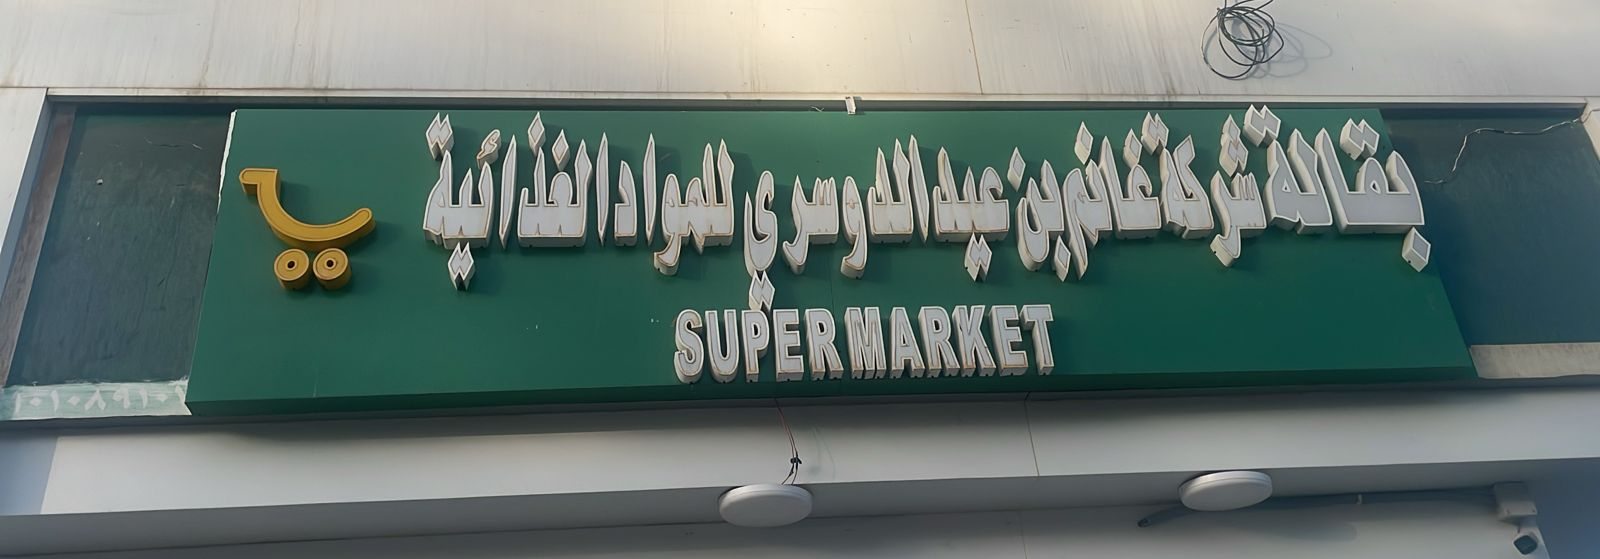 بقالة شركة غانم بن عيد الدوسري للمواد الغذائية
SUPER MARKET